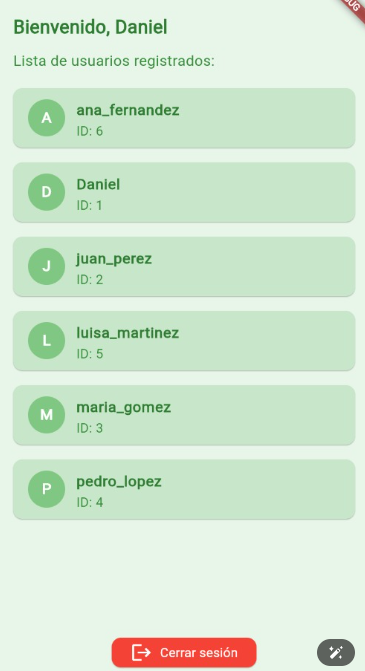 Bienvenido, Daniel
Lista de usuarios registrados:
A
ana_fernandez
ID: 6
D
Daniel
ID: 1
J
juan_perez
ID: 2
L
luisa_martinez
ID: 5
M
maria_gomez
ID: 3
P
pedro_lopez
ID: 4
Cerrar sesión